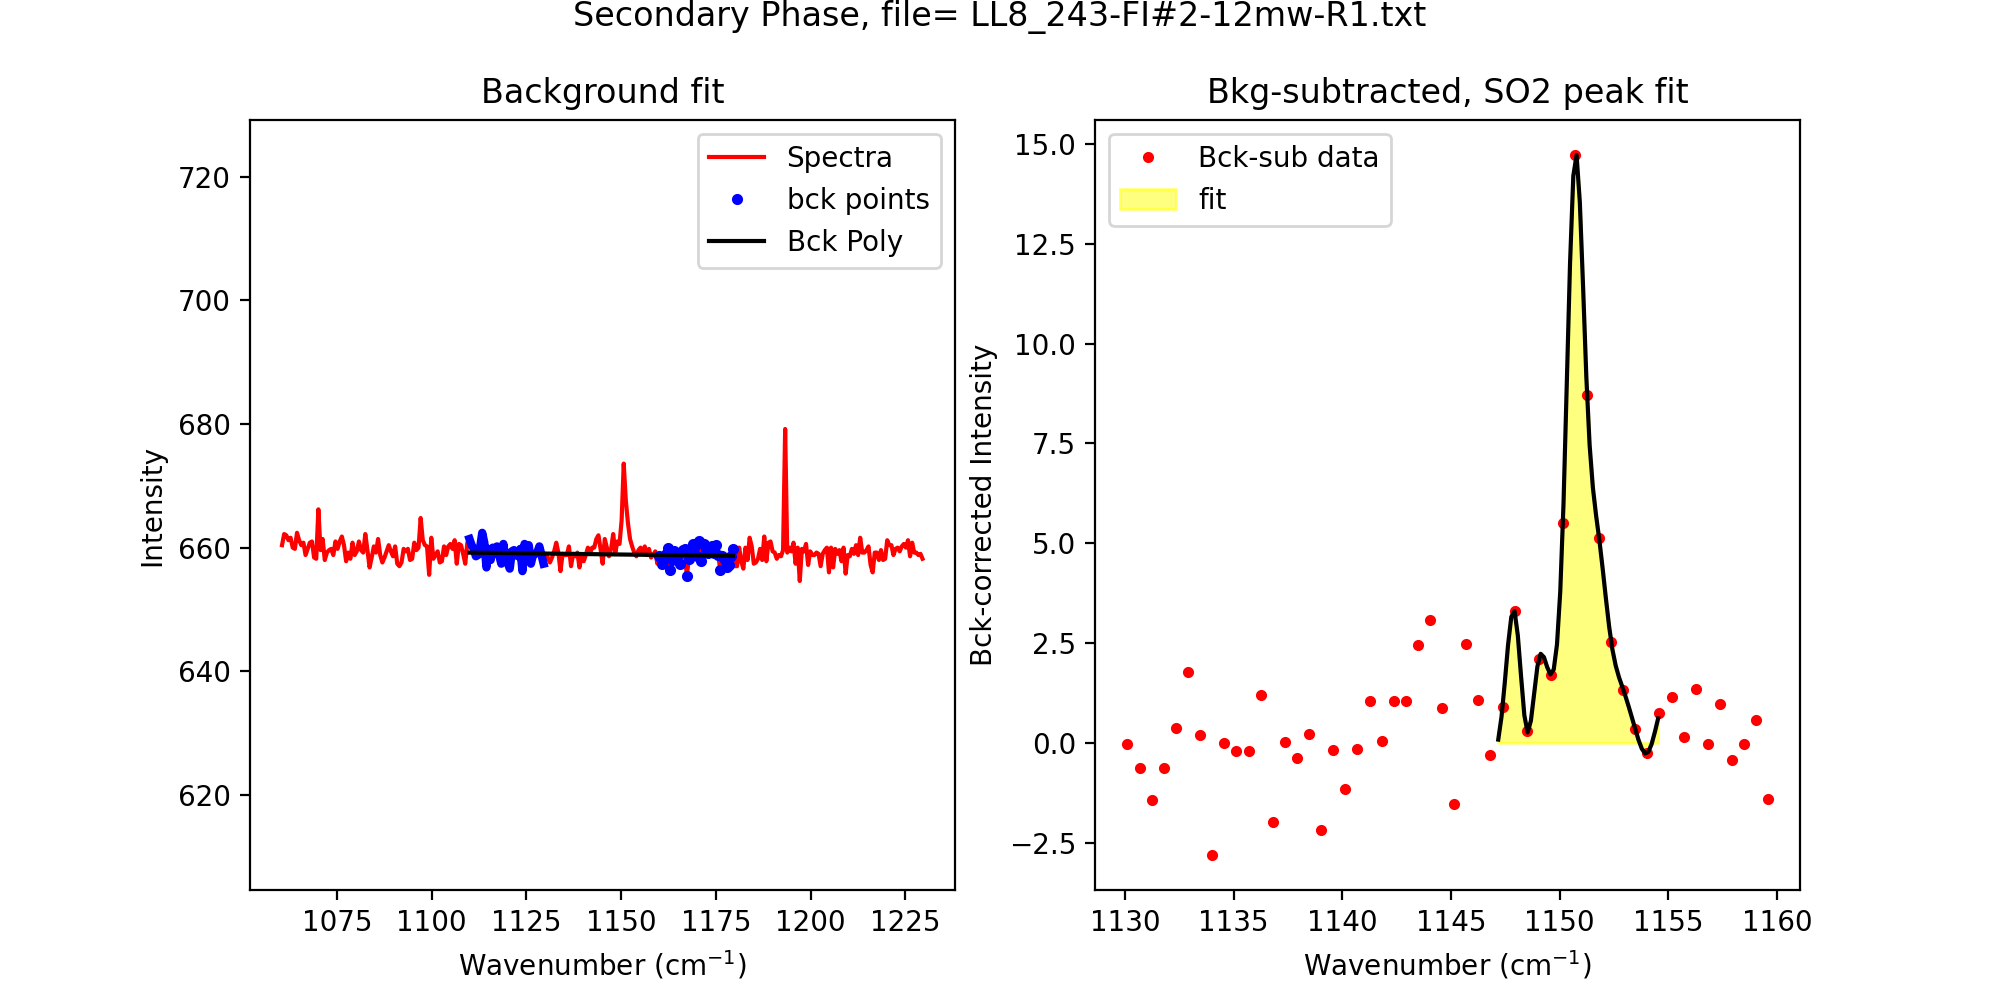 Secondary Phase, file= LL8_243-FI#2-12mw-R1.txt
Background fit
Spectra
bck points
Bck Poly
720
700
680
660
640
620
Intensity
1075 1100 1125 1150 1175 1200 1225
Wavenumber (cm⁻¹)
Bkg-subtracted, SO2 peak fit
Bck-sub data
fit
15.0
12.5
10.0
7.5
5.0
2.5
0.0
−2.5
Bck-corrected Intensity
1130 1135 1140 1145 1150 1155 1160
Wavenumber (cm⁻¹)